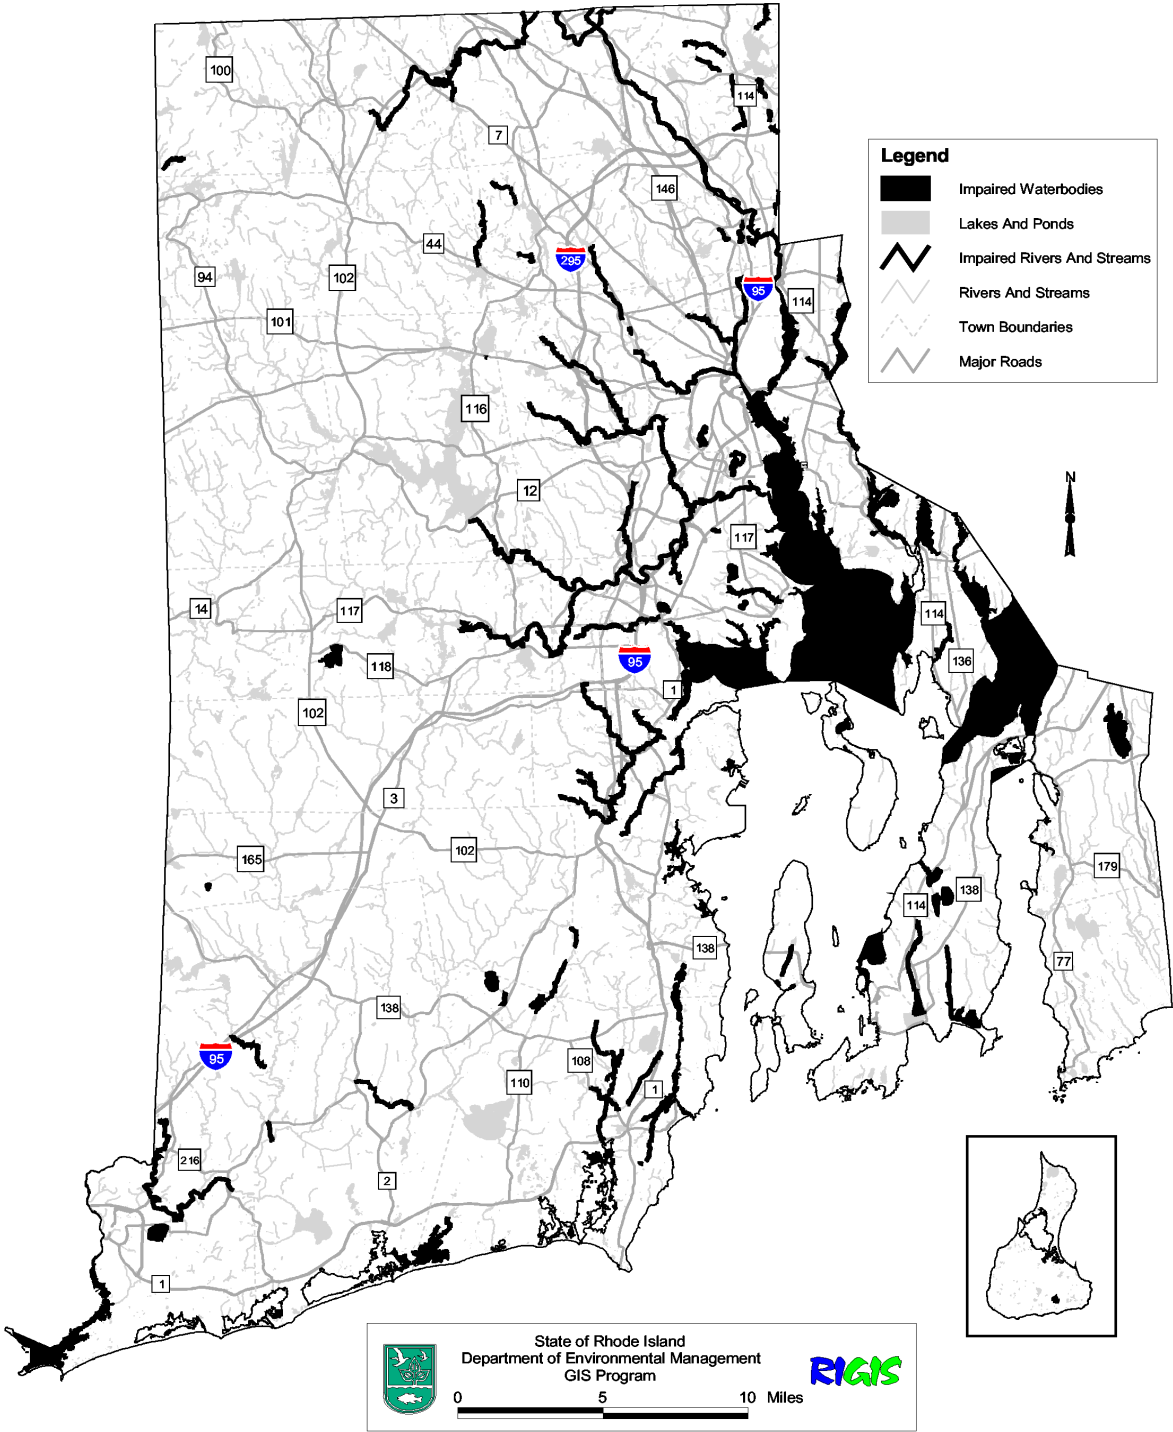 100
114
7
146
44
295
94
102
95
114
101
116
12
117
14
117
114
118
95
136
1
102
3
102
165
179
114
138
138
77
138
95
108
110
1
216
2
1
Legend
Impaired Waterbodies
Lakes And Ponds
Impaired Rivers And Streams
Rivers And Streams
Town Boundaries
Major Roads
N
State of Rhode Island
Department of Environmental Management
GIS Program
RIGIS
0 5 10 Miles